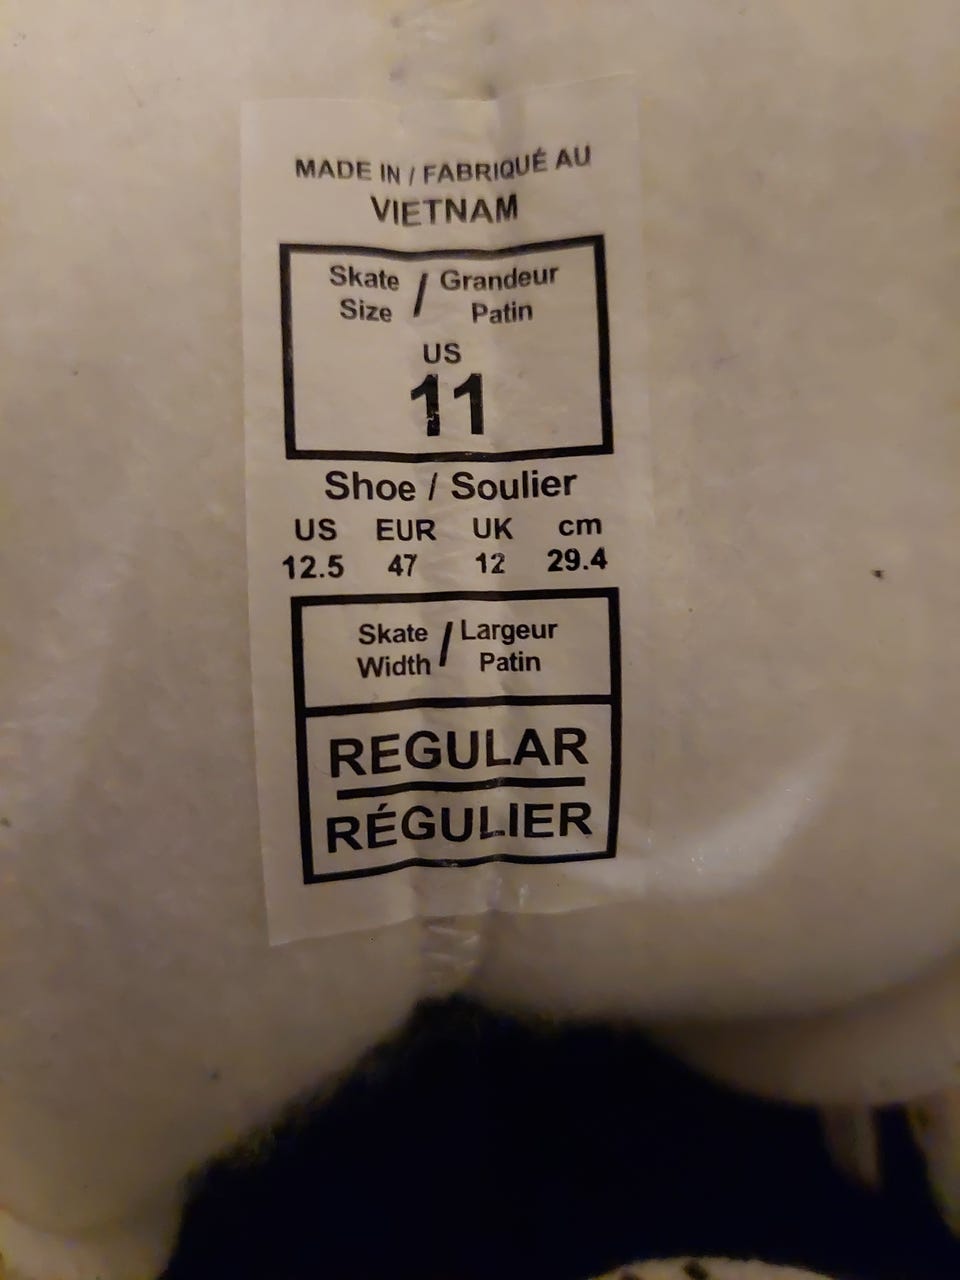 MADE IN / FABRIQUÉ AU
VIETNAM
Skate Size / Grandeur Patin
US
11
Shoe / Soulier
US EUR UK cm
12.5 47 12 29.4
Skate Width / Largeur Patin
REGULAR
RÉGULIER